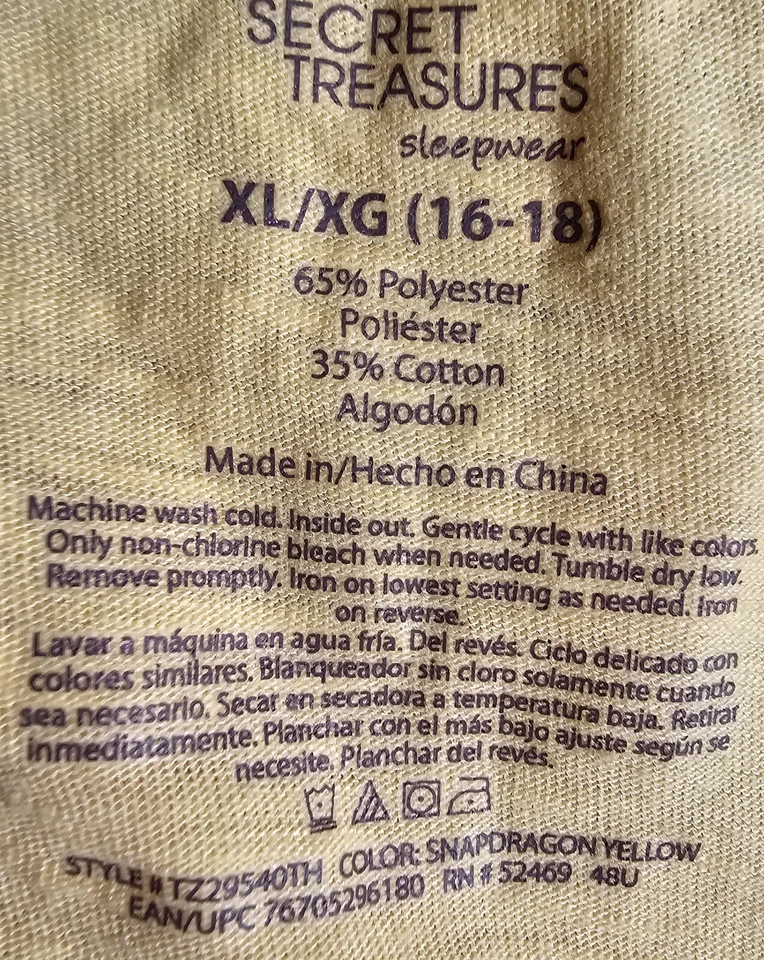 SECRET
TREASURES
sleepwear
XL/XG (16-18)
65% Polyester
Poliéster
35% Cotton
Algodón
Made in/Hecho en China
Machine wash cold. Inside out. Gentle cycle with like colors.
Only non-chlorine bleach when needed. Tumble dry low.
Remove promptly. Iron on lowest setting as needed. Iron
on reverse.
Lavar a máquina en agua fría. Del revés. Ciclo delicado con
colores similares. Blanqueador sin cloro solamente cuando
sea necesario. Secar en secadora a temperatura baja. Retirar
inmediatamente. Planchar con el más bajo ajuste según se
necesite. Planchar del revés.
STYLE # TZ29540TH COLOR: SNAPDRAGON YELLOW
EAN/UPC 76705296180 RN # 52469 48U